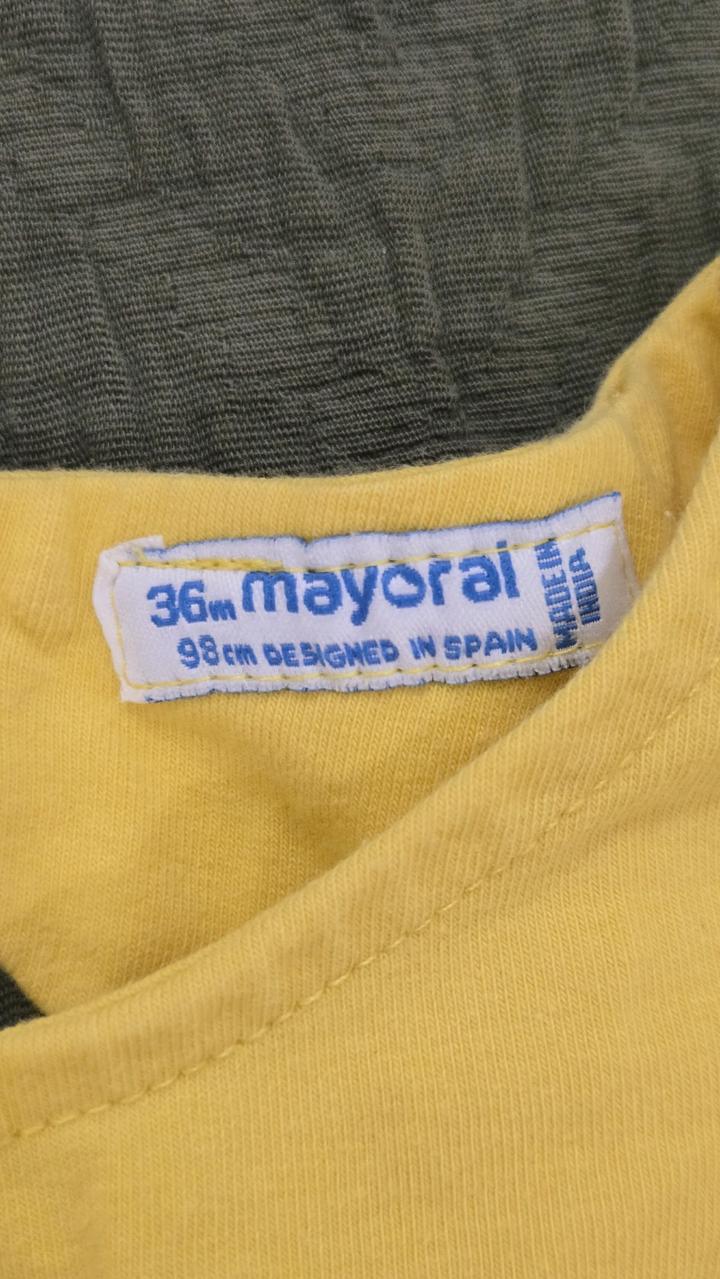 36m mayoral
98cm DESIGNED IN SPAIN
MADE IN
INDIA